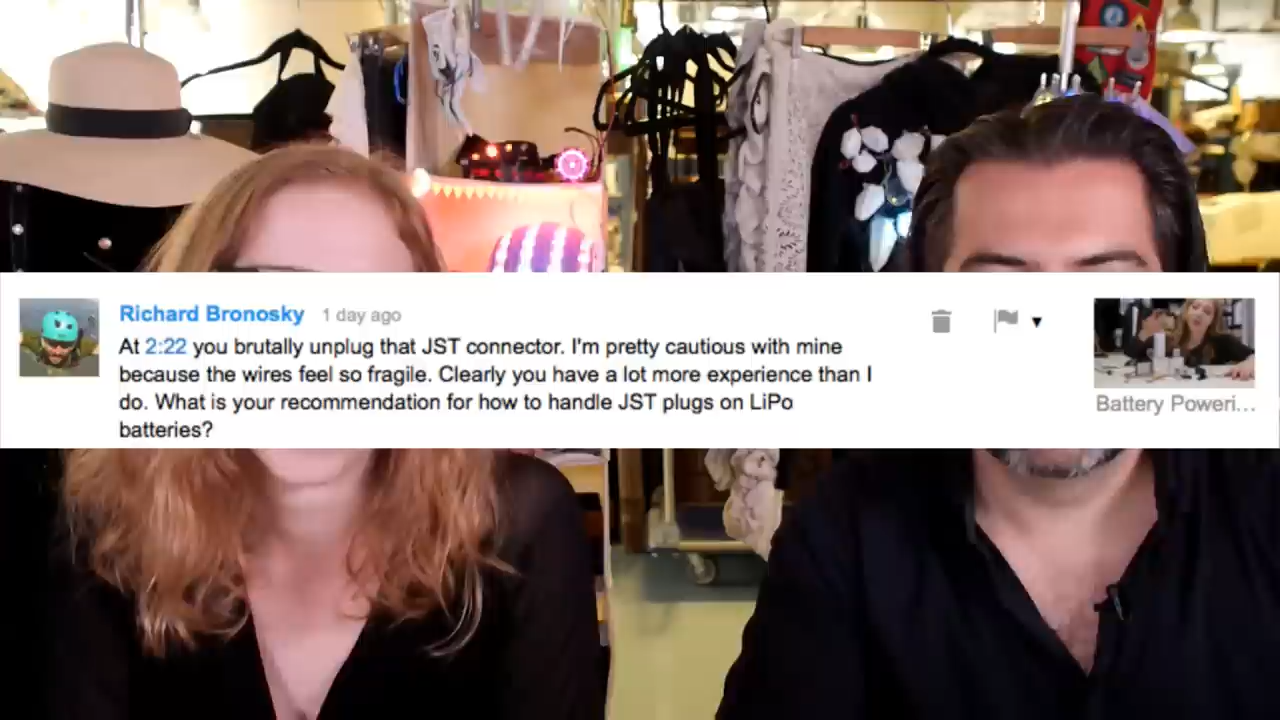 Richard Bronosky 1 day ago
At 2:22 you brutally unplug that JST connector. I'm pretty cautious with mine
because the wires feel so fragile. Clearly you have a lot more experience than I
do. What is your recommendation for how to handle JST plugs on LiPo
batteries?
Battery Poweri...